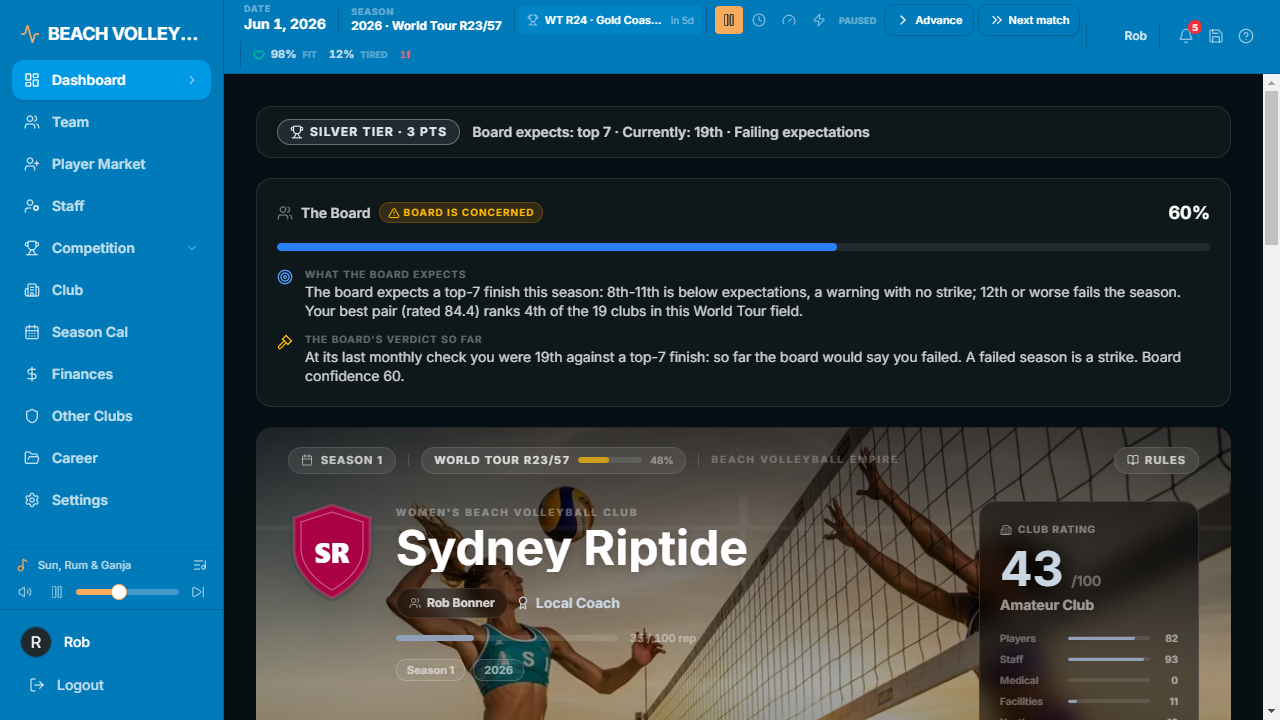 BEACH VOLLEY...
Dashboard
Team
Player Market
Staff
Competition
Club
Season Cal
Finances
Other Clubs
Career
Settings
Sun, Rum & Ganja
R Rob
Logout
DATE
Jun 1, 2026
SEASON
2026 · World Tour R23/57
WT R24 · Gold Coas... In 5d
PAUSED
Advance
Next match
98% FIT 12% TIRED 1
Rob
5
SILVER TIER · 3 PTS
Board expects: top 7 · Currently: 19th · Failing expectations
The Board
BOARD IS CONCERNED
60%
WHAT THE BOARD EXPECTS
The board expects a top-7 finish this season: 8th-11th is below expectations, a warning with no strike; 12th or worse fails the season.
Your best pair (rated 84.4) ranks 4th of the 19 clubs in this World Tour field.
THE BOARD'S VERDICT SO FAR
At its last monthly check you were 19th against a top-7 finish: so far the board would say you failed. A failed season is a strike. Board
confidence 60.
SEASON 1
WORLD TOUR R23/57 48%
BEACH VOLLEYBALL EMPIRE
RULES
SR
WOMEN'S BEACH VOLLEYBALL CLUB
Sydney Riptide
Rob Bonner
Local Coach
35 / 100 rep
Season 1
2026
CLUB RATING
43 /100
Amateur Club
Players 82
Staff 93
Medical 0
Facilities 11